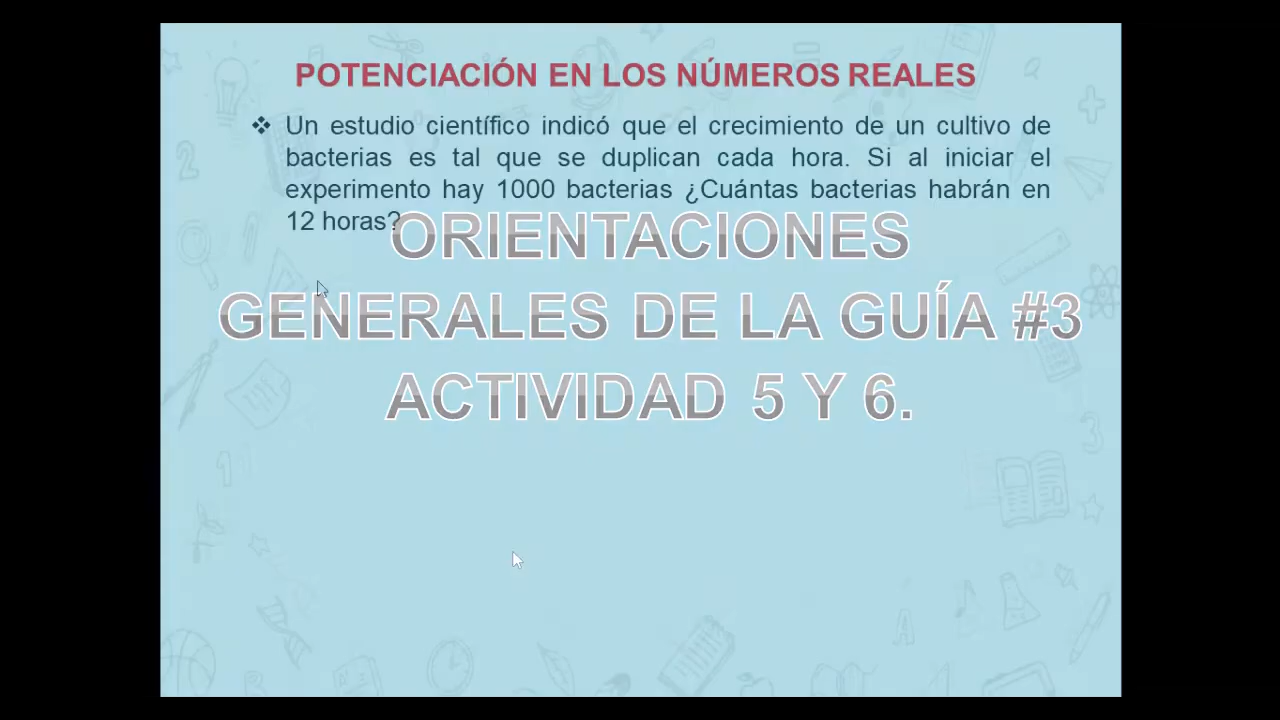 POTENCIACIÓN EN LOS NÚMEROS REALES
❖ Un estudio científico indicó que el crecimiento de un cultivo de
bacterias es tal que se duplican cada hora. Si al iniciar el
experimento hay 1000 bacterias ¿Cuántas bacterias habrán en
12 horas?
ORIENTACIONES
GENERALES DE LA GUÍA #3
ACTIVIDAD 5 Y 6.